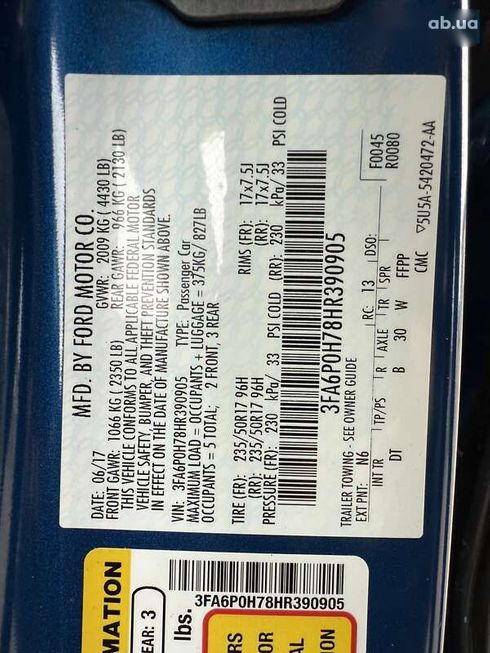 ab.ua
MFD. BY FORD MOTOR CO.
DATE: 06/17 GVWR: 2009 KG ( 4430 LB)
FRONT GAWR: 1066 KG ( 2350 LB) REAR GAWR: 966 KG ( 2130 LB)
THIS VEHICLE CONFORMS TO ALL APPLICABLE FEDERAL MOTOR
VEHICLE SAFETY, BUMPER, AND THEFT PREVENTION STANDARDS
IN EFFECT ON THE DATE OF MANUFACTURE SHOWN ABOVE.
VIN: 3FA6P0H78HR390905 TYPE: Passenger Car
MAXIMUM LOAD = OCCUPANTS + LUGGAGE = 375KG/ 827LB
OCCUPANTS = 5 TOTAL: 2 FRONT, 3 REAR
TIRE (FR): 235/50R17 96H RIMS (FR): 17x7.5J
(RR): 235/50R17 96H (RR): 17x7.5J
PRESSURE (FR): 230 kPa/ 33 PSI COLD (RR): 230 kPa/ 33 PSI COLD
3FA6P0H78HR390905
TRAILER TOWING - SEE OWNER GUIDE F0045
EXT PNT: N6 RC: 13 DSO: R0080
INT TR TP/PS R AXLE TR SPR
DT B 30 W FFPP
CMC ▽5U5A-5420472-AA
3FA6P0H78HR390905
MATION
EAR: 3
lbs.
RS
OR
AL
ION